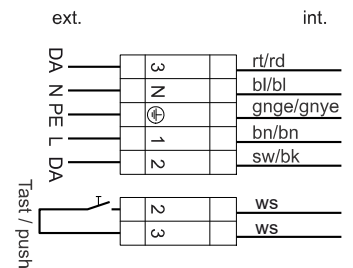 ext. int.
DA 3 rt/rd
N N bl/bl
PE gnge/gnye
L 1 bn/bn
DA 2 sw/bk
Tast / push
2 ws
3 ws